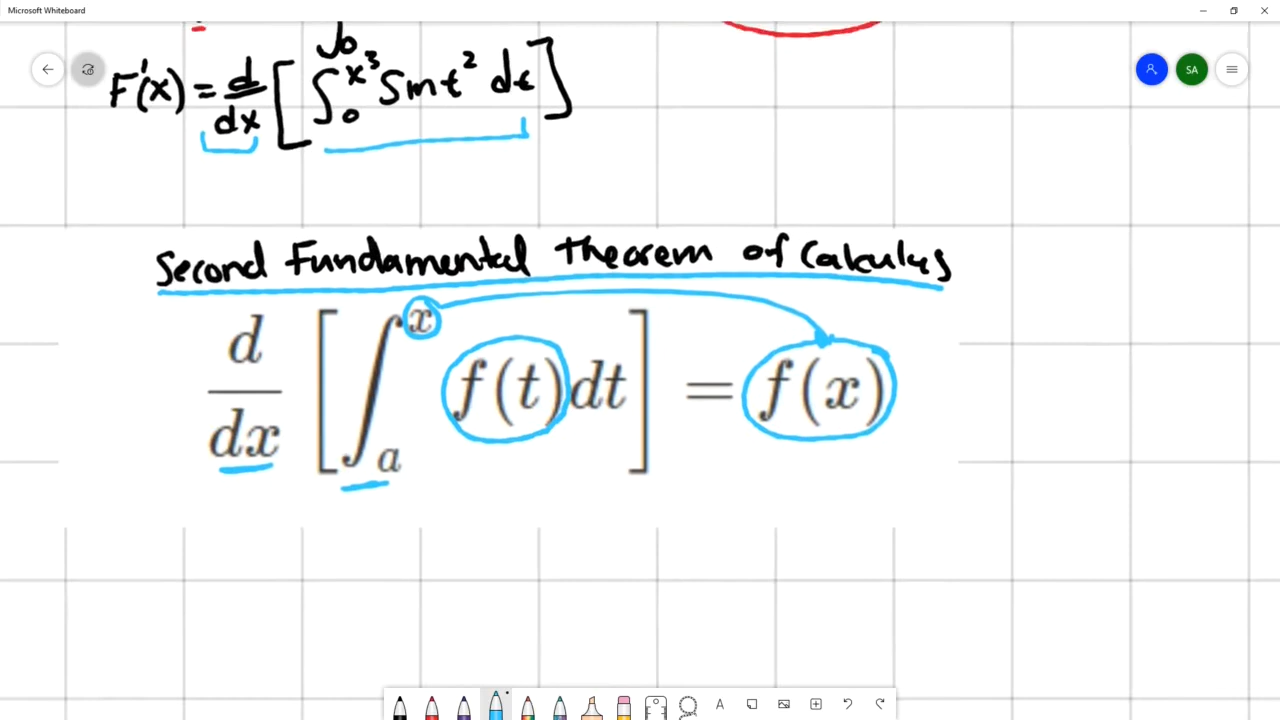 Microsoft Whiteboard
SA
F'(x) = d/dx [∫₀^x³ Sin t² dt]
Second Fundamental Theorem of Calculus
d/dx [∫ₐ^x f(t)dt] = f(x)
A